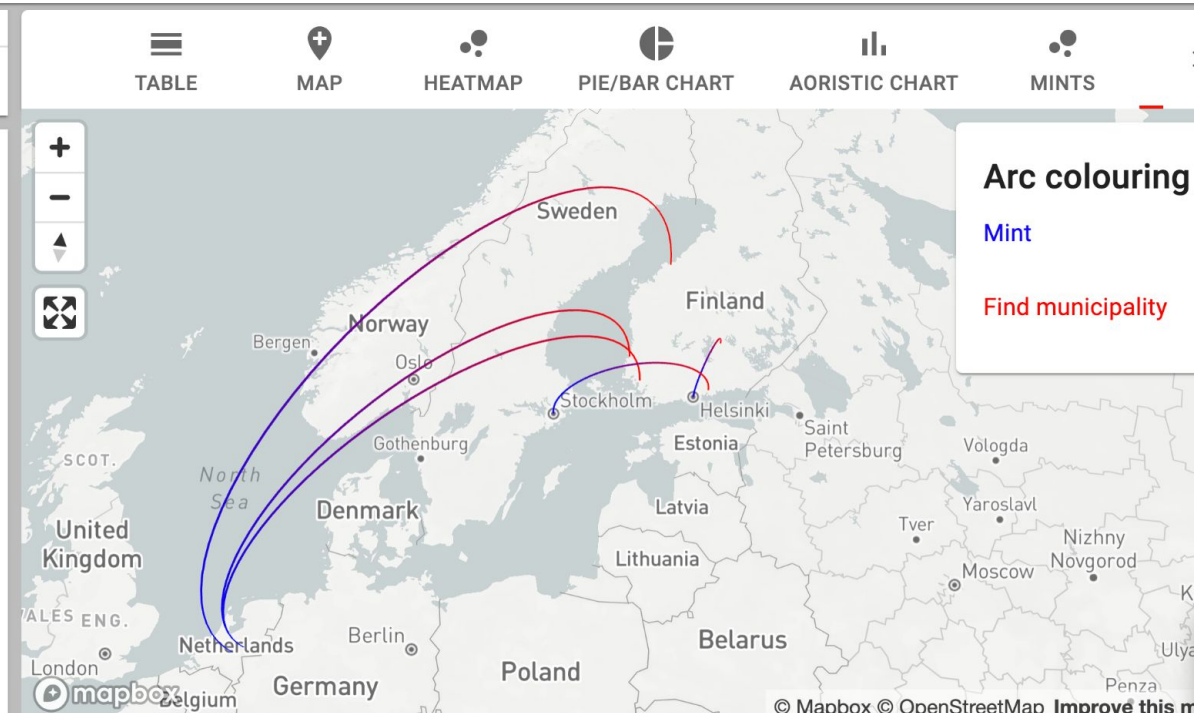 TABLE
MAP
HEATMAP
PIE/BAR CHART
AORISTIC CHART
MINTS
Arc colouring
Mint
Find municipality
Sweden
Finland
Norway
Bergen
Oslo
Stockholm
Helsinki
Saint
Petersburg
Estonia
Gothenburg
Vologda
SCOT.
North
Sea
Denmark
Latvia
Yaroslavl
United
Kingdom
Tver
Nizhny
Novgorod
Lithuania
Moscow
ENG.
Netherlands
Berlin
Belarus
London
Poland
Germany
Penza
mapbox
Belgium
© Mapbox © OpenStreetMap Improve this